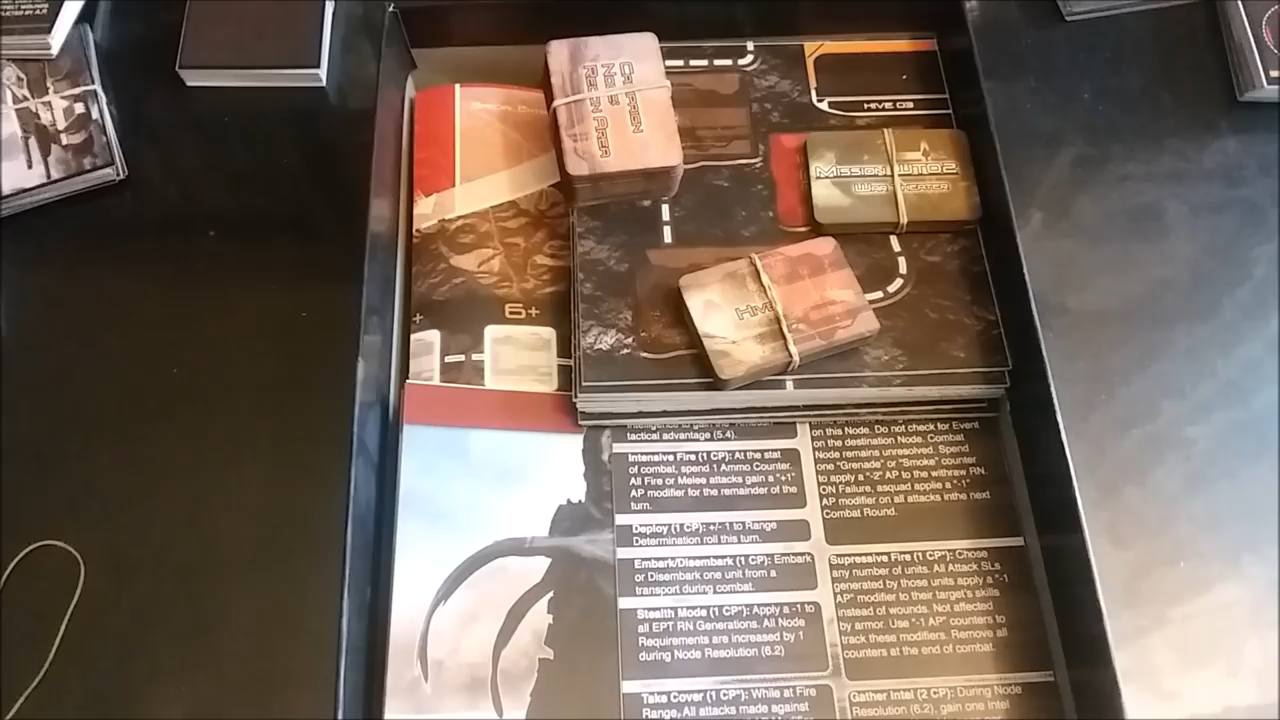 HIVE 03
Mission
War Theater
Hive
6+
tactical advantage (5.4).
Intensive Fire (1 CP): At the stat
of combat, spend 1 Ammo Counter.
All Fire or Melee attacks gain a "+1"
AP modifier for the remainder of the
turn.
Deploy (1 CP): +/- 1 to Range
Determination roll this turn.
Embark/Disembark (1 CP): Embark
or Disembark one unit from a
transport during combat.
Stealth Mode (1 CP*): Apply a -1 to
all EPT RN Generations. All Node
Requirements are increased by 1
during Node Resolution (6.2)
Take Cover (1 CP*): While at Fire
Range, All attacks made against
on this Node. Do not check for Event
on the destination Node. Combat
Node remains unresolved. Spend
one "Grenade" or "Smoke" counter
to apply a "-2" AP to the withdraw RN.
ON Failure, asquad applie a "-1"
AP modifier on all attacks inthe next
Combat Round.
Supressive Fire (1 CP*): Chose
any number of units. All Attack SLs
generated by those units apply a "-1
AP" modifier to their target's skills
instead of wounds. Not affected
by armor. Use "-1 AP" counters to
track these modifiers. Remove all
counters at the end of combat.
Gather Intel (2 CP): During Node
Resolution (6.2), gain one Intel